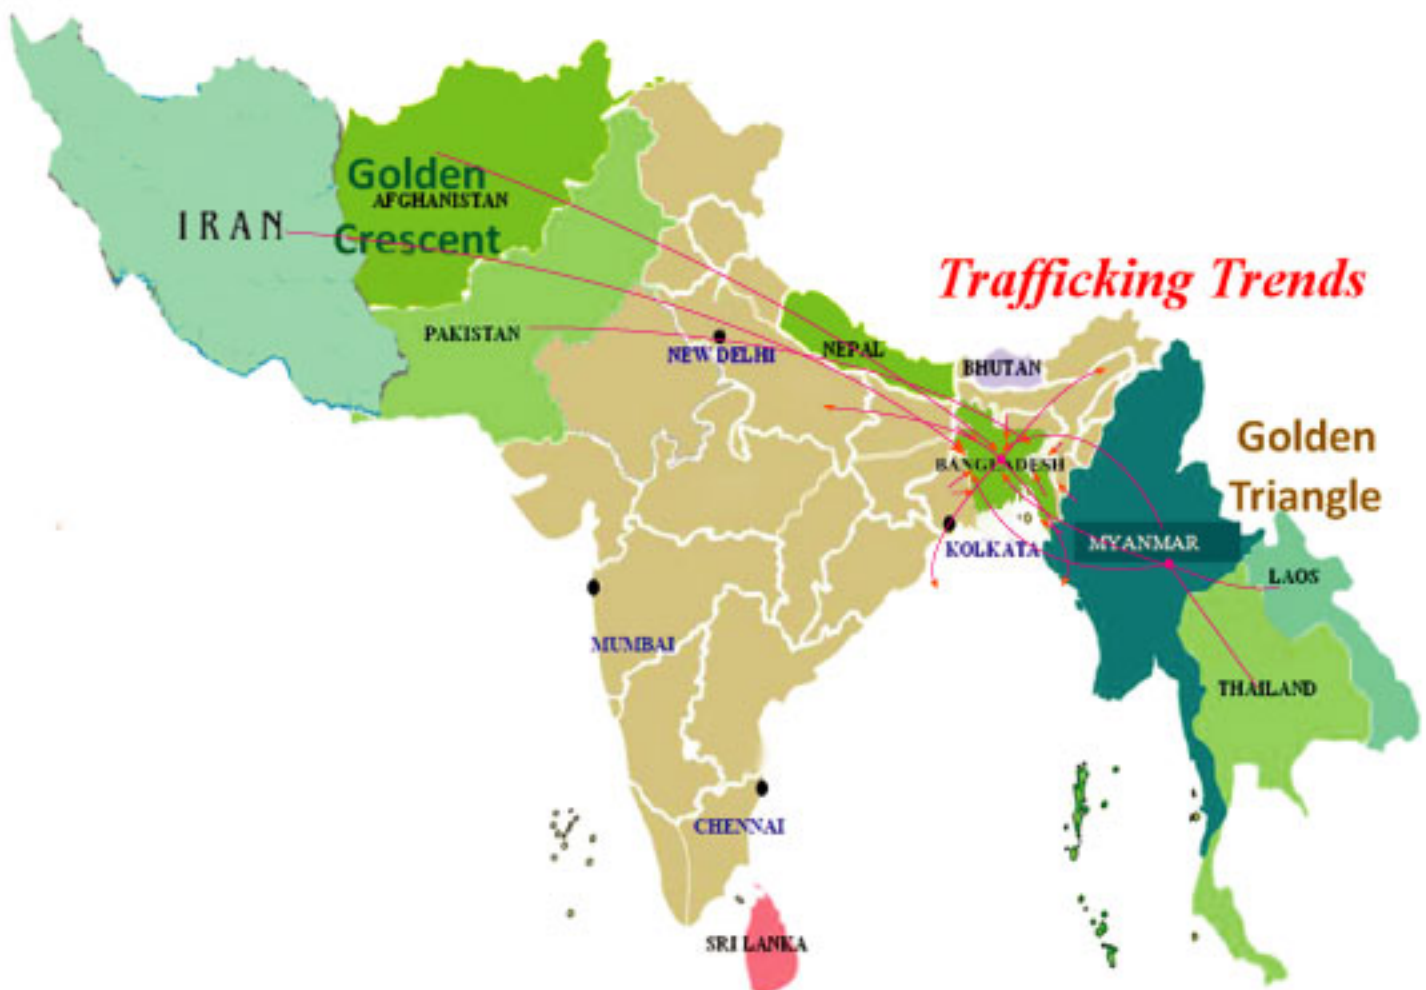 Golden
AFGHANISTAN
IRAN
Crescent
Trafficking Trends
PAKISTAN
NEW DELHI
NEPAL
BHUTAN
Golden
Triangle
BANGLADESH
KOLKATA
MYANMAR
LAOS
MUMBAI
THAILAND
CHENNAI
SRI LANKA